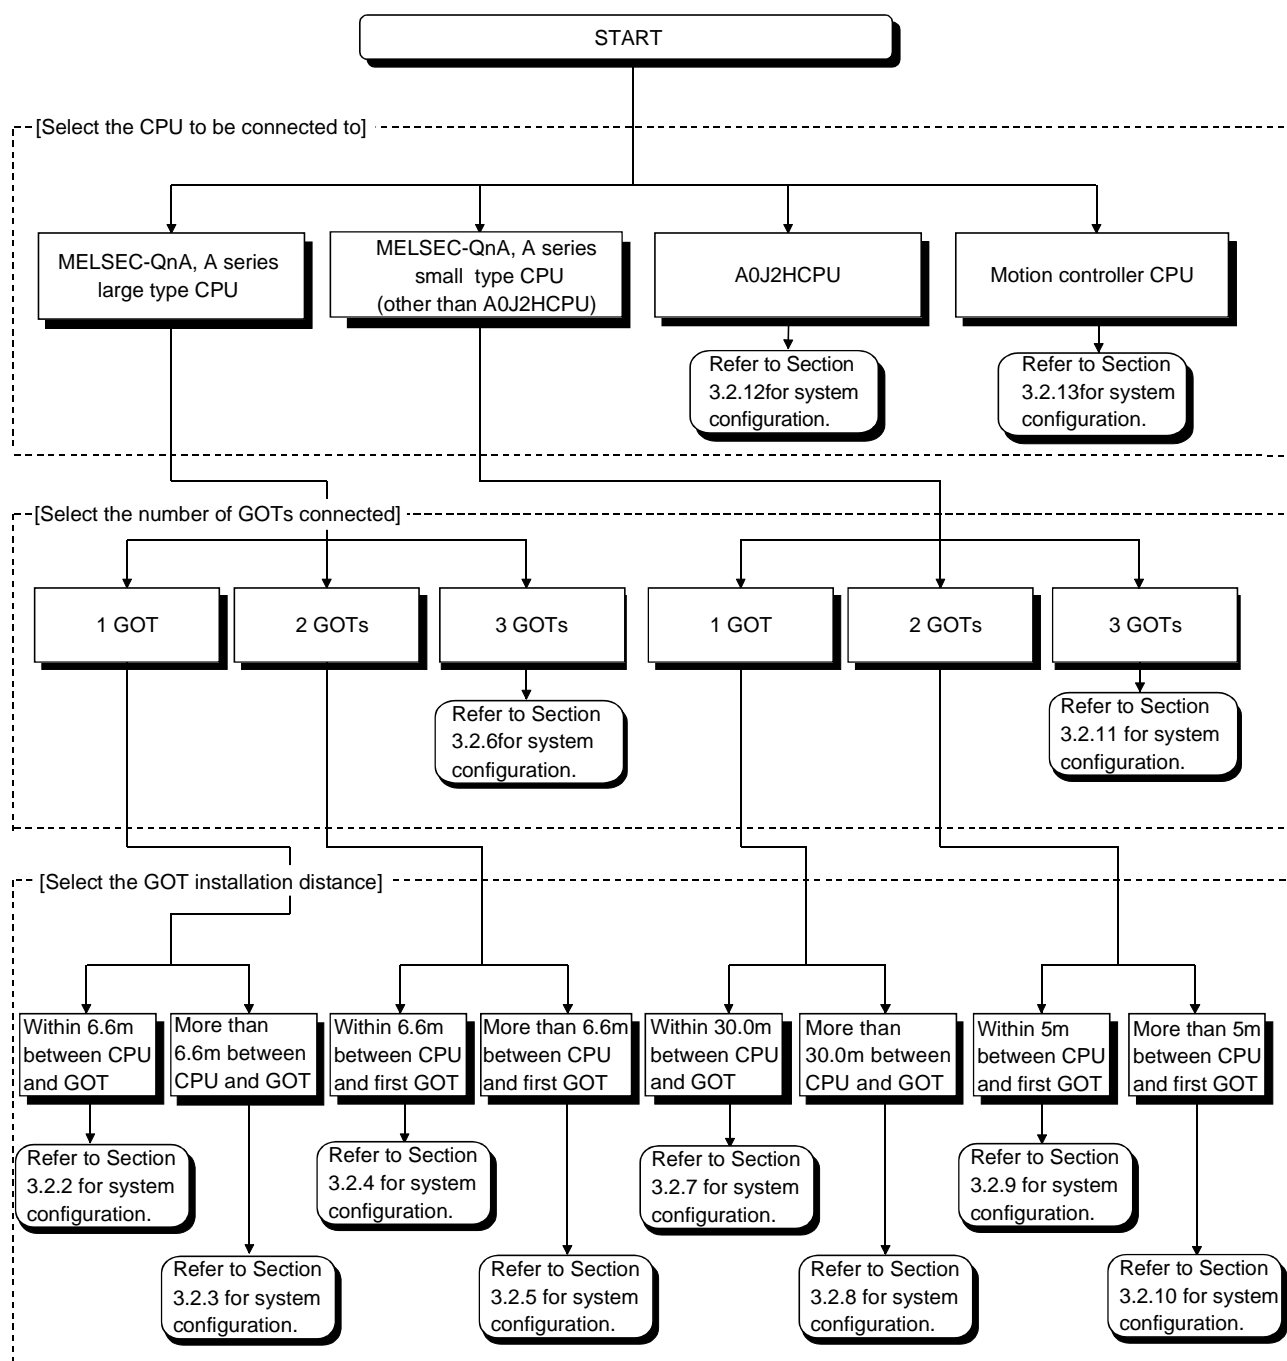 START
[Select the CPU to be connected to]
MELSEC-QnA, A series
large type CPU
MELSEC-QnA, A series
small type CPU
(other than A0J2HCPU)
A0J2HCPU
Motion controller CPU
Refer to Section
3.2.12for system
configuration.
Refer to Section
3.2.13for system
configuration.
[Select the number of GOTs connected]
1 GOT
2 GOTs
3 GOTs
1 GOT
2 GOTs
3 GOTs
Refer to Section
3.2.6for system
configuration.
Refer to Section
3.2.11 for system
configuration.
[Select the GOT installation distance]
Within 6.6m
between CPU
and GOT
More than
6.6m between
CPU and GOT
Within 6.6m
between CPU
and first GOT
More than 6.6m
between CPU
and first GOT
Within 30.0m
between CPU
and GOT
More than
30.0m between
CPU and GOT
Within 5m
between CPU
and first GOT
More than 5m
between CPU
and first GOT
Refer to Section
3.2.2 for system
configuration.
Refer to Section
3.2.4 for system
configuration.
Refer to Section
3.2.7 for system
configuration.
Refer to Section
3.2.9 for system
configuration.
Refer to Section
3.2.3 for system
configuration.
Refer to Section
3.2.5 for system
configuration.
Refer to Section
3.2.8 for system
configuration.
Refer to Section
3.2.10 for system
configuration.